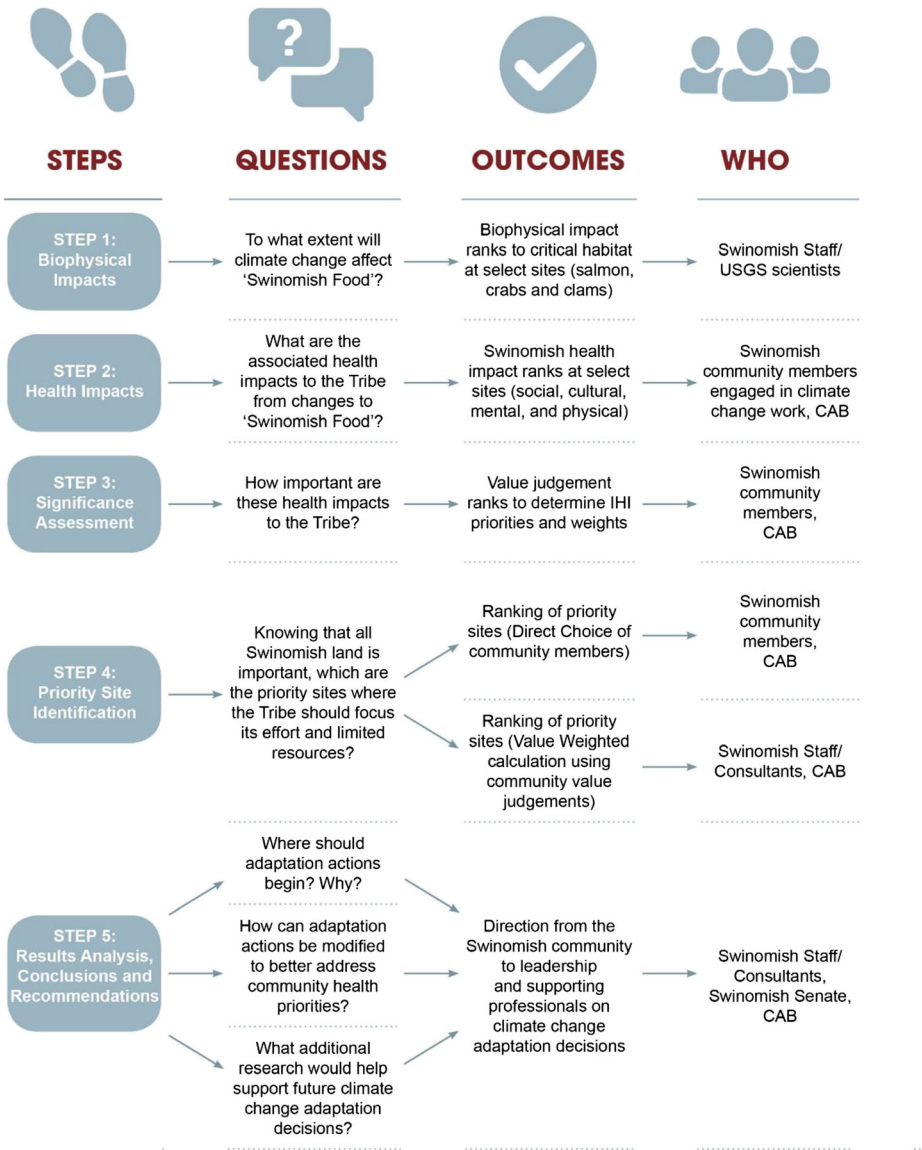 ?
STEPS
QUESTIONS
OUTCOMES
WHO
STEP 1:
Biophysical
Impacts
To what extent will
climate change affect
‘Swinomish Food’?
Biophysical impact
ranks to critical habitat
at select sites (salmon,
crabs and clams)
Swinomish Staff/
USGS scientists
STEP 2:
Health Impacts
What are the
associated health
impacts to the Tribe
from changes to
‘Swinomish Food’?
Swinomish health
impact ranks at select
sites (social, cultural,
mental, and physical)
Swinomish
community members
engaged in climate
change work, CAB
STEP 3:
Significance
Assessment
How important are
these health impacts
to the Tribe?
Value judgement
ranks to determine IHI
priorities and weights
Swinomish
community
members,
CAB
STEP 4:
Priority Site
Identification
Knowing that all
Swinomish land is
important, which are
the priority sites where
the Tribe should focus
its effort and limited
resources?
Ranking of priority
sites (Direct Choice of
community members)
Swinomish
community
members,
CAB
Ranking of priority
sites (Value Weighted
calculation using
community value
judgements)
Swinomish Staff/
Consultants, CAB
STEP 5:
Results Analysis,
Conclusions and
Recommendations
Where should
adaptation actions
begin? Why?
How can adaptation
actions be modified
to better address
community health
priorities?
What additional
research would help
support future climate
change adaptation
decisions?
Direction from the
Swinomish community
to leadership
and supporting
professionals on
climate change
adaptation decisions
Swinomish Staff/
Consultants,
Swinomish Senate,
CAB